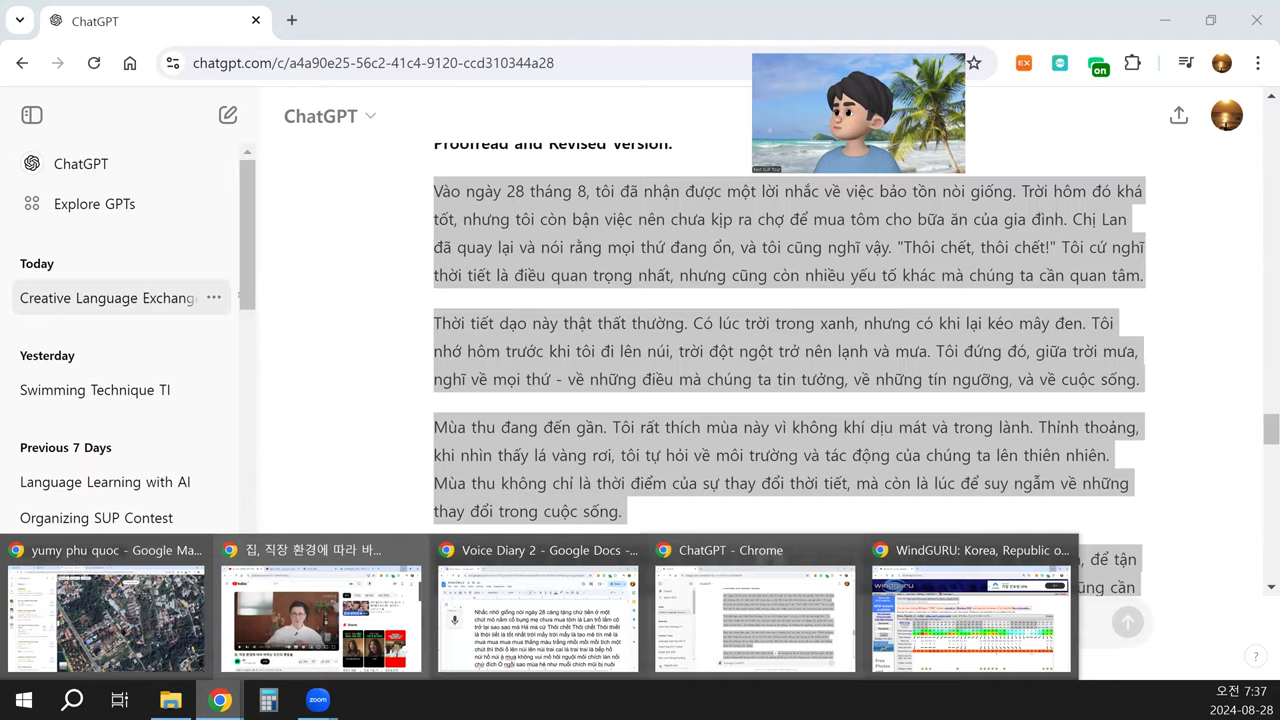 ChatGPT
chatgpt.com/c/a4a90e25-56c2-41c4-9120-ccd310344a28
EX
on
ChatGPT
ChatGPT
Explore GPTs
Today
Creative Language Exchang
Yesterday
Swimming Technique TI
Previous 7 Days
Language Learning with AI
Organizing SUP Contest
Proofread and Revised Version:
Vào ngày 28 tháng 8, tôi đã nhận được một lời nhắc về việc bảo tồn nòi giống. Trời hôm đó khá
tốt, nhưng tôi còn bận việc nên chưa kịp ra chợ để mua tôm cho bữa ăn của gia đình. Chị Lan
đã quay lại và nói rằng mọi thứ đang ổn, và tôi cũng nghĩ vậy. "Thôi chết, thôi chết!" Tôi cứ nghĩ
thời tiết là điều quan trọng nhất, nhưng cũng còn nhiều yếu tố khác mà chúng ta cần quan tâm.
Thời tiết dạo này thật thất thường. Có lúc trời trong xanh, nhưng có khi lại kéo mây đen. Tôi
nhớ hôm trước khi tôi đi lên núi, trời đột ngột trở nên lạnh và mưa. Tôi đứng đó, giữa trời mưa,
nghĩ về mọi thứ - về những điều mà chúng ta tin tưởng, về những tín ngưỡng, và về cuộc sống.
Mùa thu đang đến gần. Tôi rất thích mùa này vì không khí dịu mát và trong lành. Thỉnh thoảng,
khi nhìn thấy lá vàng rơi, tôi tự hỏi về môi trường và tác động của chúng ta lên thiên nhiên.
Mùa thu không chỉ là thời điểm của sự thay đổi thời tiết, mà còn là lúc để suy ngẫm về những
thay đổi trong cuộc sống.
, để tận
ũng cần
yumy phu quoc - Google Ma...
집, 직장 환경에 따라 바...
Voice Diary 2 - Google Docs -...
ChatGPT - Chrome
WindGURU: Korea, Republic o...
zoom
오전 7:37
2024-08-28